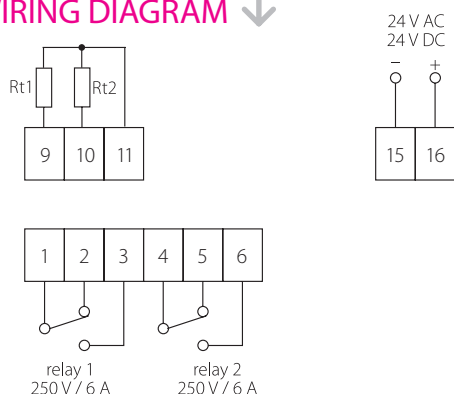 WIRING DIAGRAM
24 V AC
24 V DC
– +
Rt1 Rt2
9 10 11
15 16
1 2 3 4 5 6
relay 1 relay 2
250 V / 6 A 250 V / 6 A